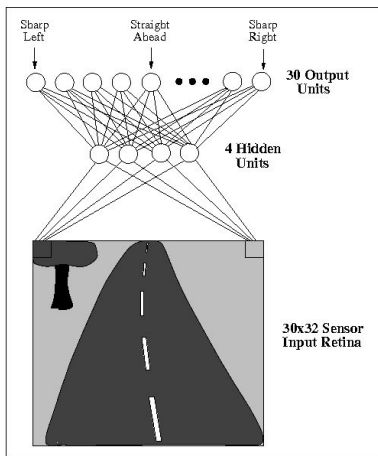 Sharp
Left
Straight
Ahead
Sharp
Right
30 Output
Units
4 Hidden
Units
30x32 Sensor
Input Retina